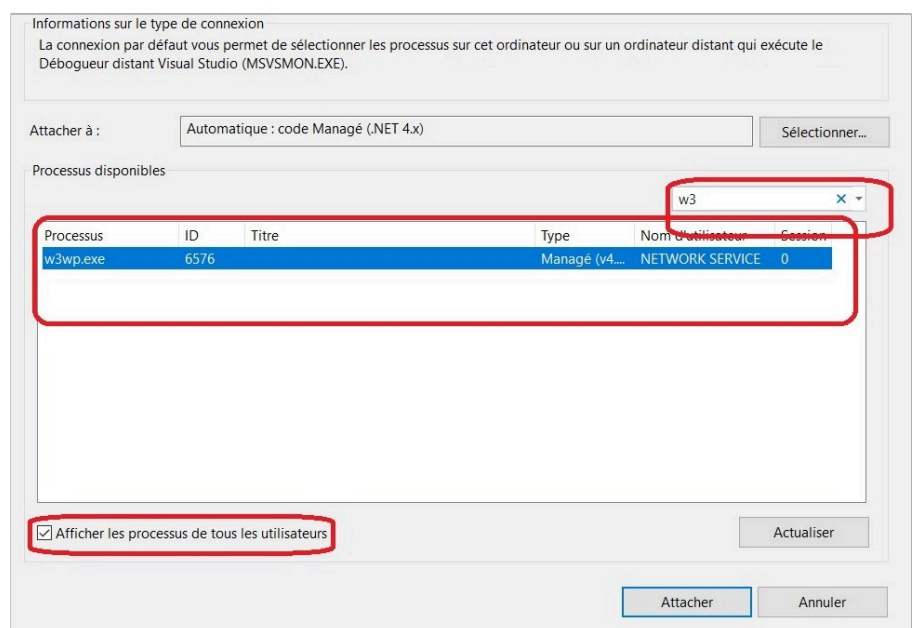 Informations sur le type de connexion
La connexion par défaut vous permet de sélectionner les processus sur cet ordinateur ou sur un ordinateur distant qui exécute le
Débogueur distant Visual Studio (MSVSMON.EXE).
Attacher à :
Automatique : code Managé (.NET 4.x)
Sélectionner...
Processus disponibles
w3
Processus ID Titre Type Nom d'utilisateur Session
w3wp.exe 6576 Managé (v4.... NETWORK SERVICE 0
Afficher les processus de tous les utilisateurs
Actualiser
Attacher Annuler